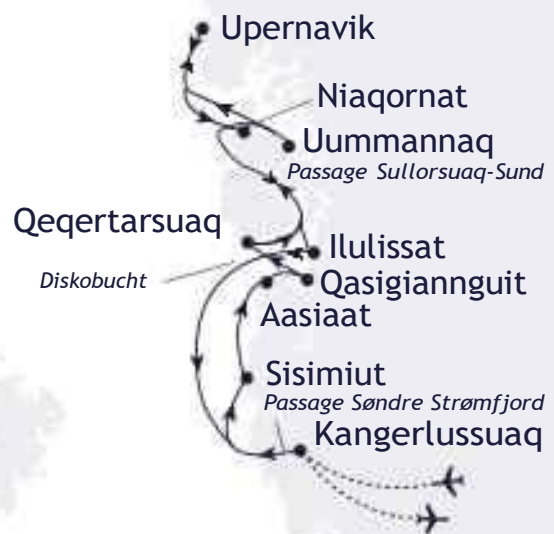 Upernavik
Niaqornat
Uummannaq
Passage Sullorsuaq-Sund
Qeqertarsuaq
Ilulissat
Diskobucht
Qasigiannguit
Aasiaat
Sisimiut
Passage Søndre Strømfjord
Kangerlussuaq